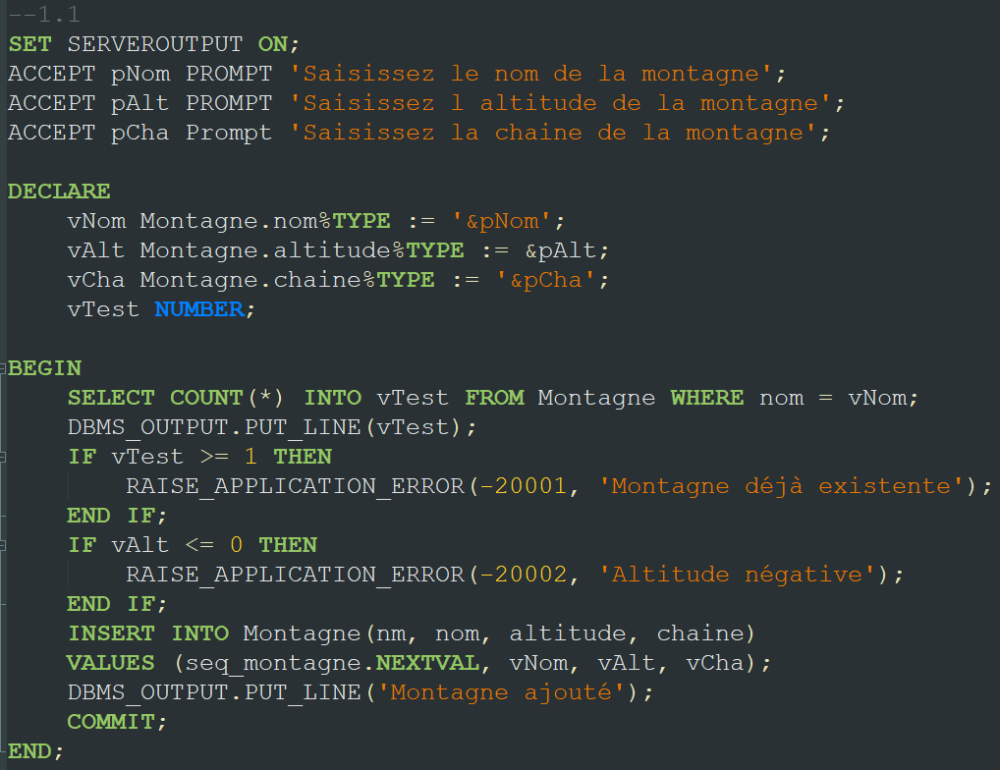 --1.1
SET SERVEROUTPUT ON;
ACCEPT pNom PROMPT 'Saisissez le nom de la montagne';
ACCEPT pAlt PROMPT 'Saisissez l altitude de la montagne';
ACCEPT pCha Prompt 'Saisissez la chaine de la montagne';

DECLARE
    vNom Montagne.nom%TYPE := '&pNom';
    vAlt Montagne.altitude%TYPE := &pAlt;
    vCha Montagne.chaine%TYPE := '&pCha';
    vTest NUMBER;

BEGIN
    SELECT COUNT(*) INTO vTest FROM Montagne WHERE nom = vNom;
    DBMS_OUTPUT.PUT_LINE(vTest);
    IF vTest >= 1 THEN
        RAISE_APPLICATION_ERROR(-20001, 'Montagne déjà existente');
    END IF;
    IF vAlt <= 0 THEN
        RAISE_APPLICATION_ERROR(-20002, 'Altitude négative');
    END IF;
    INSERT INTO Montagne(nm, nom, altitude, chaine)
    VALUES (seq_montagne.NEXTVAL, vNom, vAlt, vCha);
    DBMS_OUTPUT.PUT_LINE('Montagne ajouté');
    COMMIT;
END;